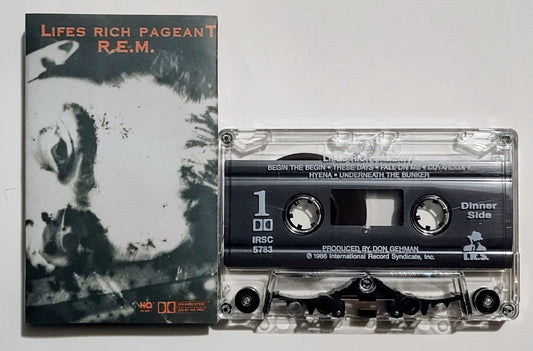 LIFES RICH PAGEANT
R.E.M.
HQ
BEGIN THE BEGIN • THESE DAYS • FALL ON ME • CUYAHOGA •
HYENA • UNDERNEATH THE BUNKER
1
IRSC
5783
Dinner
Side
PRODUCED BY DON GEHMAN
℗ 1986 International Record Syndicate, Inc.
I.R.S.